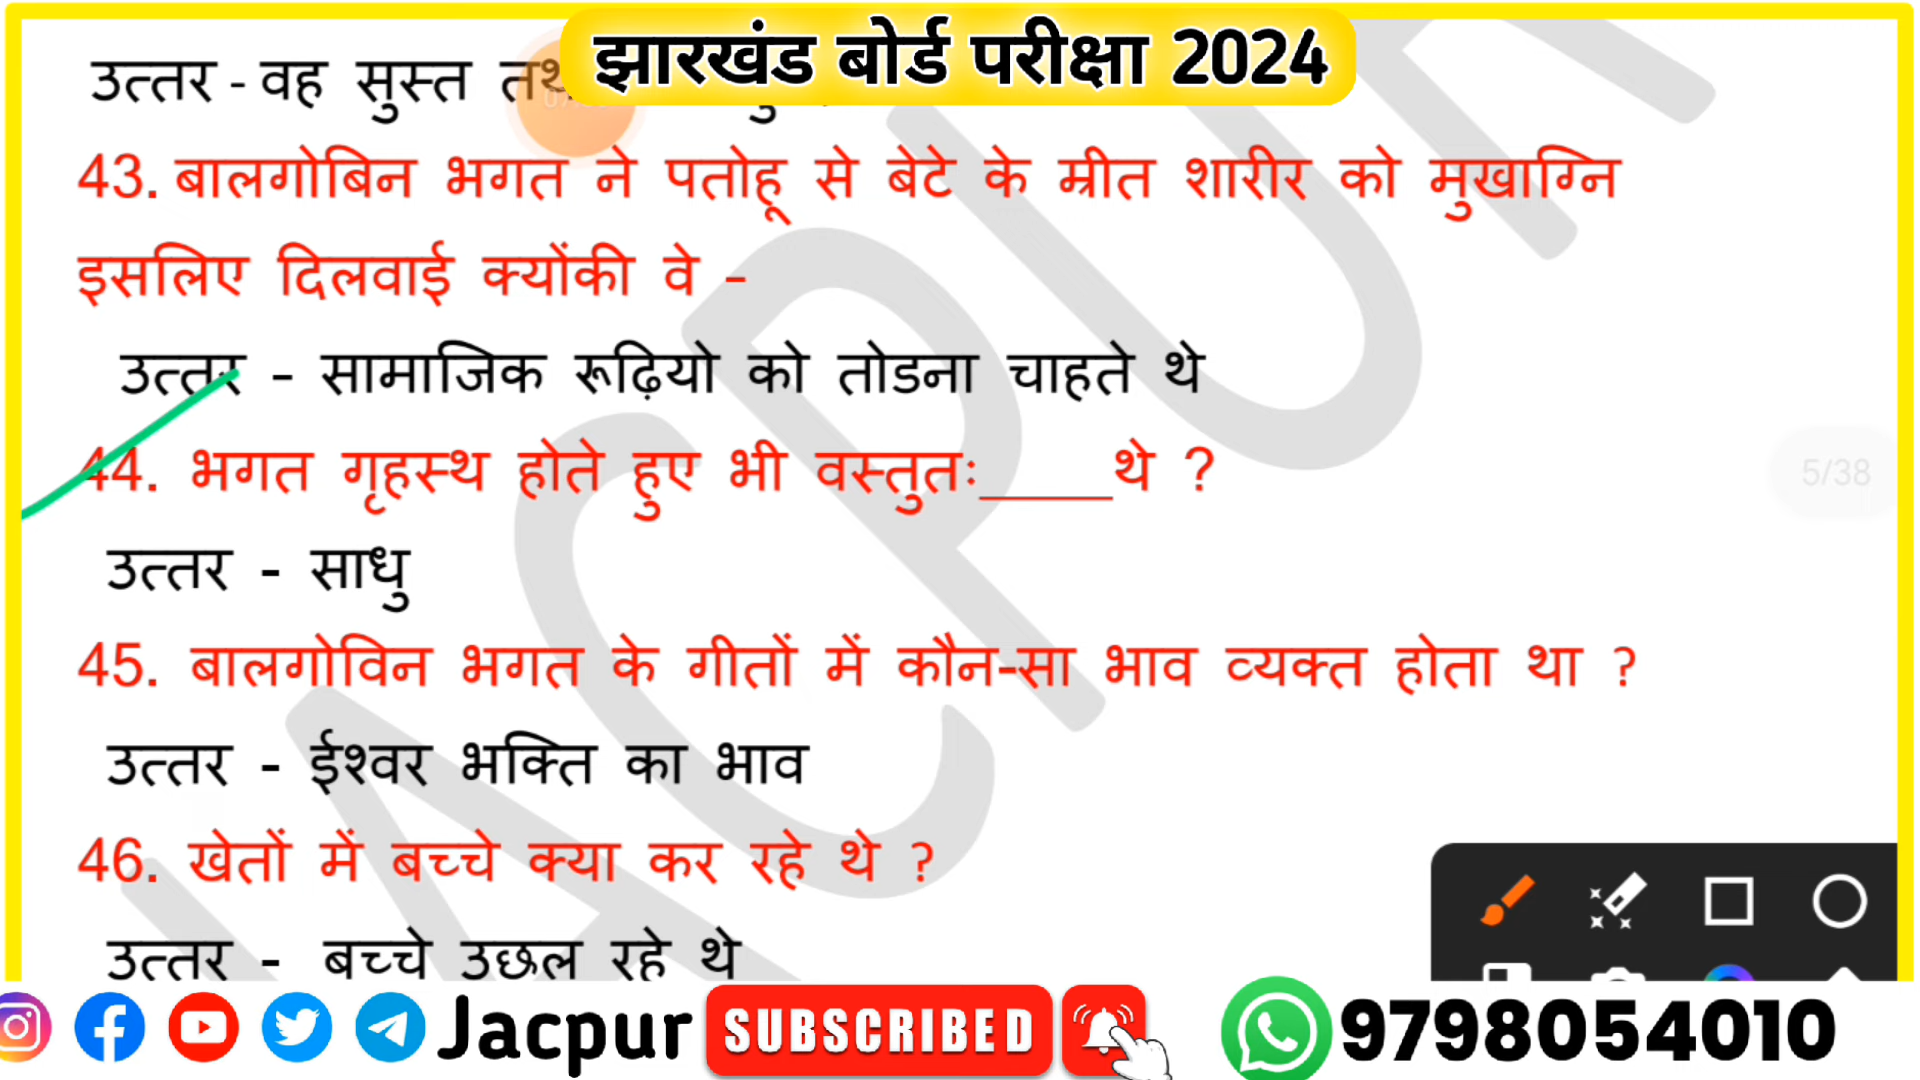 झारखंड बोर्ड परीक्षा 2024
उत्तर - वह सुस्त
43. बालगोबिन भगत ने पतोहू से बेटे के म्रीत शारीर को मुखाग्नि
इसलिए दिलवाई क्योंकी वे –
उत्तर - सामाजिक रूढ़ियो को तोडना चाहते थे
44. भगत गृहस्थ होते हुए भी वस्तुतः_____थे ?
5/38
उत्तर - साधु
45. बालगोविन भगत के गीतों में कौन-सा भाव व्यक्त होता था ?
उत्तर - ईश्वर भक्ति का भाव
46. खेतों में बच्चे क्या कर रहे थे ?
उत्तर - बच्चे उछल रहे थे
Jacpur SUBSCRIBED 9798054010